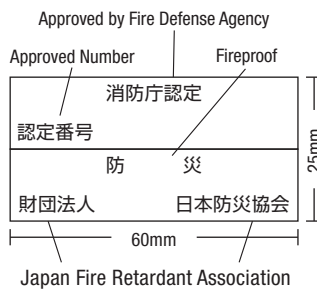 Approved by Fire Defense Agency
Approved Number Fireproof
消防庁認定
認定番号
防 災
財団法人 日本防災協会
25mm
60mm
Japan Fire Retardant Association